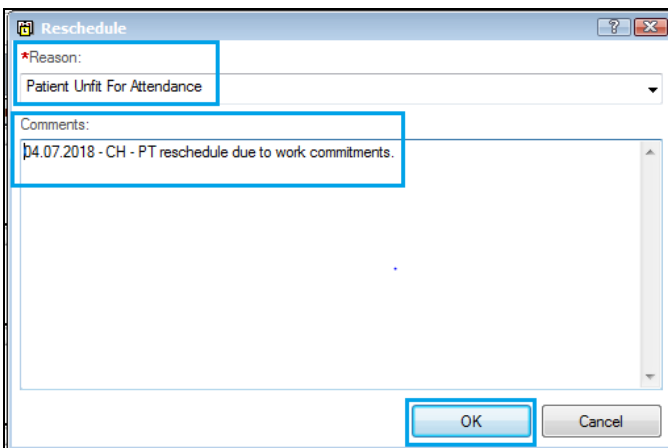 Reschedule
*Reason:
Patient Unfit For Attendance
Comments:
04.07.2018 - CH - PT reschedule due to work commitments.
OK
Cancel